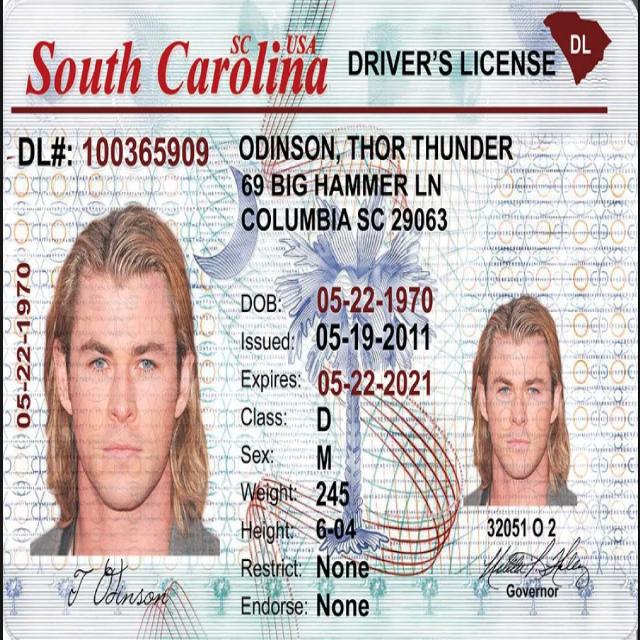 SC USA
South Carolina DRIVER'S LICENSE DL
DL#: 100365909
ODINSON, THOR THUNDER
69 BIG HAMMER LN
COLUMBIA SC 29063
05-22-1970
DOB: 05-22-1970
Issued: 05-19-2011
Expires: 05-22-2021
Class: D
Sex: M
Weight: 245
Height: 6-04
Restrict: None
Endorse: None
T Odinson
32051 O 2
Governor